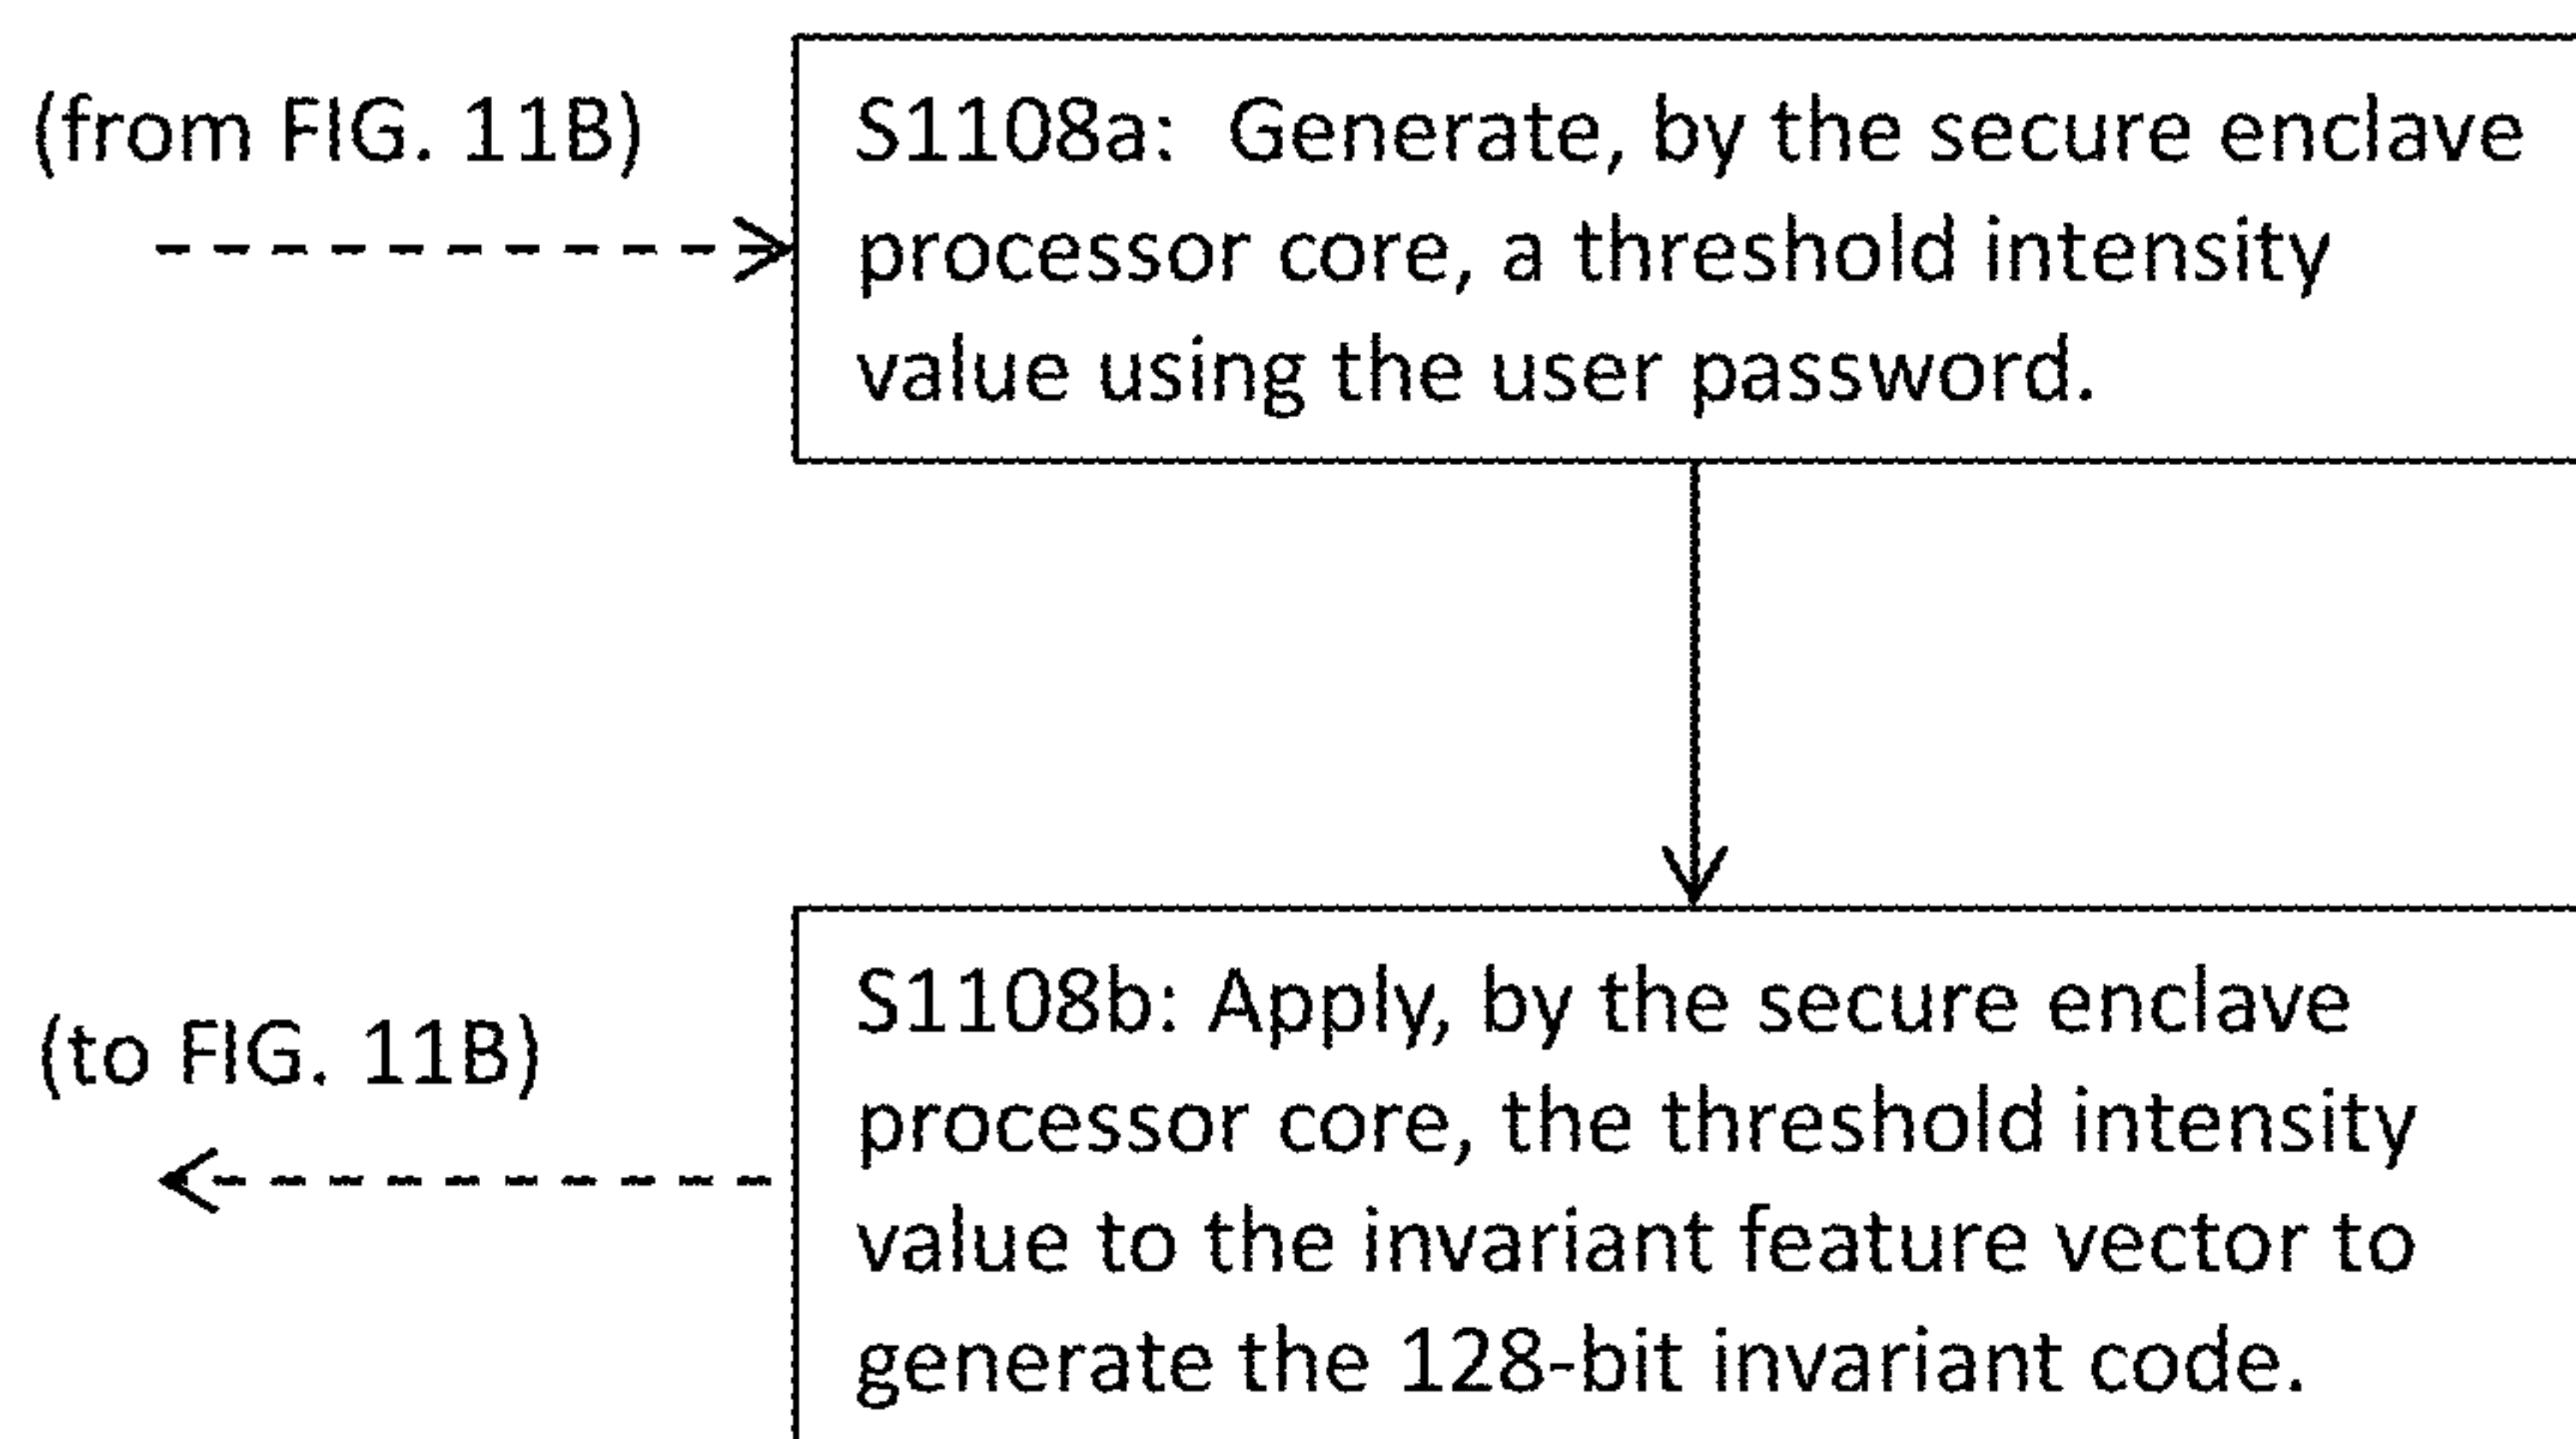 (from FIG. 11B)
S1108a: Generate, by the secure enclave
processor core, a threshold intensity
value using the user password.
S1108b: Apply, by the secure enclave
processor core, the threshold intensity
value to the invariant feature vector to
generate the 128-bit invariant code.
(to FIG. 11B)